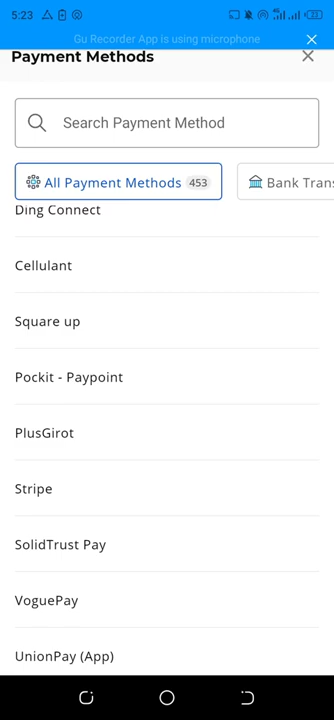 5:23
Gu Recorder App is using microphone
Payment Methods
Search Payment Method
All Payment Methods 453
Bank Trans
Ding Connect
Cellulant
Square up
Pockit - Paypoint
PlusGirot
Stripe
SolidTrust Pay
VoguePay
UnionPay (App)